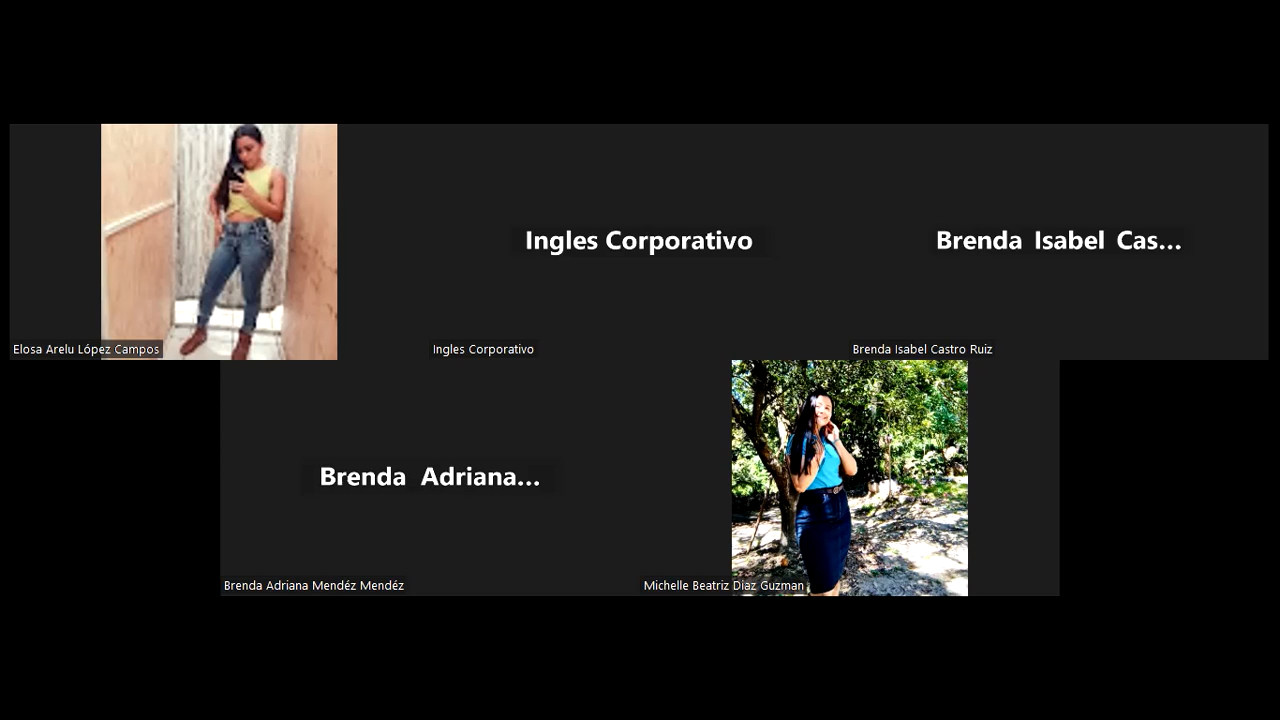 Ingles Corporativo
Brenda Isabel Cas...
Elosa Arelu López Campos
Ingles Corporativo
Brenda Isabel Castro Ruiz
Brenda Adriana...
Brenda Adriana Mendéz Mendéz
Michelle Beatriz Diaz Guzman